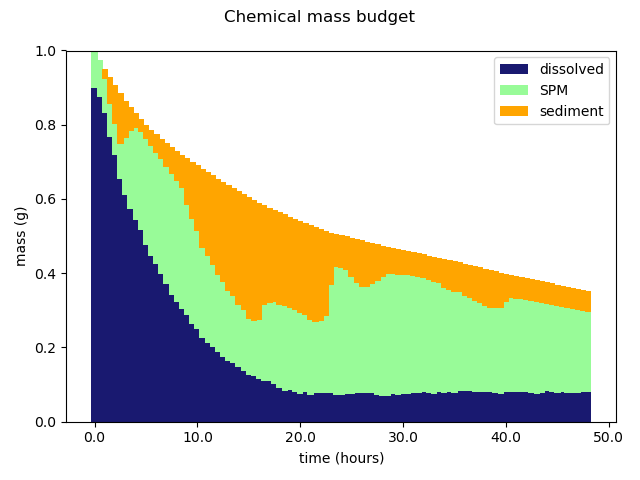 Chemical mass budget
1.0
0.8
0.6
0.4
0.2
0.0
mass (g)
dissolved
SPM
sediment
0.0 10.0 20.0 30.0 40.0 50.0
time (hours)